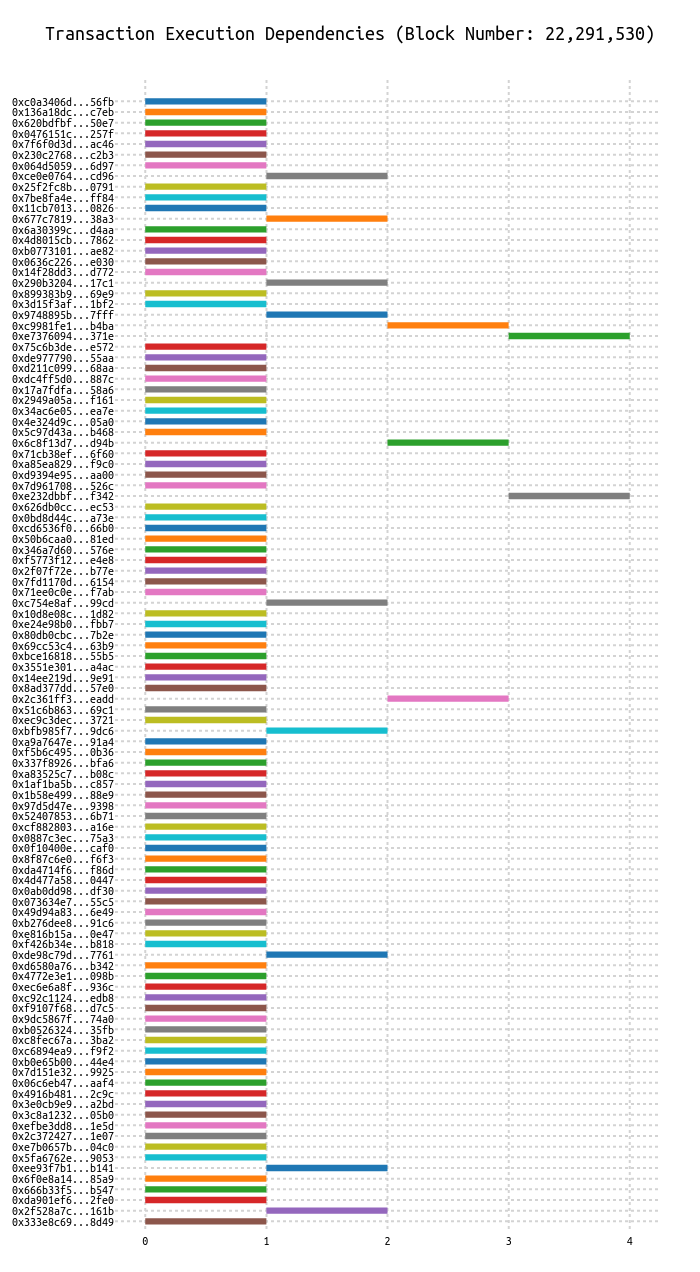 Transaction Execution Dependencies (Block Number: 22,291,530)
0xc0a3406d...56fb
0x136a18dc...c7eb
0x620bdfbf...50e7
0x0476151c...257f
0x7f6f0d3d...ac46
0x230c2768...c2b3
0x064d5059...6d97
0xce0e0764...cd96
0x25f2fc8b...0791
0x7be8fa4e...ff84
0x11cb7013...0826
0x677c7819...38a3
0x6a30399c...d4aa
0x4d8015cb...7862
0xb0773101...ae82
0x0636c226...e030
0x14f28dd3...d772
0x290b3204...17c1
0x899383b9...69e9
0x3d15f3af...1bf2
0x9748895b...7fff
0xc9981fe1...b4ba
0xe7376094...371e
0x75c6b3de...e572
0xde977790...55aa
0xd211c099...68aa
0xdc4ff5d0...887c
0x17a7fdfa...58a6
0x2949a05a...f161
0x34ac6e05...ea7e
0x4e324d9c...05a0
0x5c97d43a...b468
0x6c8f13d7...d94b
0x71cb38ef...6f60
0xa85ea829...f9c0
0xd9394e95...aa00
0x7d961708...526c
0xe232dbbf...f342
0x626db0cc...ec53
0x0bd8d44c...a73e
0xcd6536f0...66b0
0x50b6caa0...81ed
0x346a7d60...576e
0xf5773f12...e4e8
0x2f07f72e...b77e
0x7fd1170d...6154
0x71ee0c0e...f7ab
0xc754e8af...99cd
0x10d8e08c...1d82
0xe24e98b0...fbb7
0x80db0cbc...7b2e
0x69cc53c4...63b9
0xbce16818...55b5
0x3551e301...a4ac
0x14ee219d...9e91
0x8ad377dd...57e0
0x2c361ff3...eadd
0x51c6b863...69c1
0xec9c3dec...3721
0xbfb985f7...9dc6
0xa9a7647e...91a4
0xf5b6c495...0b36
0x337f8926...bfa6
0xa83525c7...b08c
0x1af1ba5b...c857
0x1b58e499...88e9
0x97d5d47e...9398
0x52407853...6b71
0xcf882803...a16e
0x0887c3ec...75a3
0x0f10400e...caf0
0x8f87c6e0...f6f3
0xda4714f6...f86d
0x4d477a58...0447
0x0ab0dd98...df30
0x073634e7...55c5
0x49d94a83...6e49
0xb276dee8...91c6
0xe816b15a...0e47
0xf426b34e...b818
0xde98c79d...7761
0xd6580a76...b342
0x4772e3e1...098b
0xec6e6a8f...936c
0xc92c1124...edb8
0xf9107f68...d7c5
0x9dc5867f...74a0
0xb0526324...35fb
0xc8fec67a...3ba2
0xc6894ea9...f9f2
0xb0e65b00...44e4
0x7d151e32...9925
0x06c6eb47...aaf4
0x4916b481...2c9c
0x3e0cb9e9...a2bd
0x3c8a1232...05b0
0xefbe3dd8...1e5d
0x2c372427...1e07
0xe7b0657b...04c0
0x5fa6762e...9053
0xee93f7b1...b141
0x6f0e8a14...85a9
0x666b33f5...b547
0xda901ef6...2fe0
0x2f528a7c...161b
0x333e8c69...8d49
0 1 2 3 4